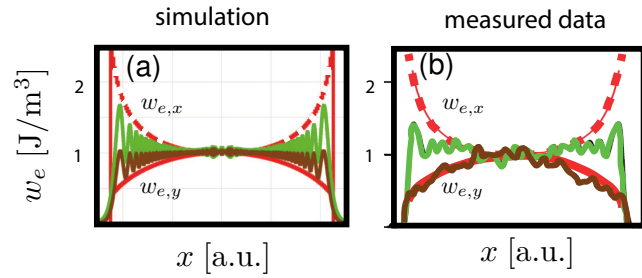 simulation measured data
(a) (b)
2 2
w_{e,x} w_{e,x}
w_e [J/m^3]
1 1
w_{e,y} w_{e,y}
x [a.u.] x [a.u.]